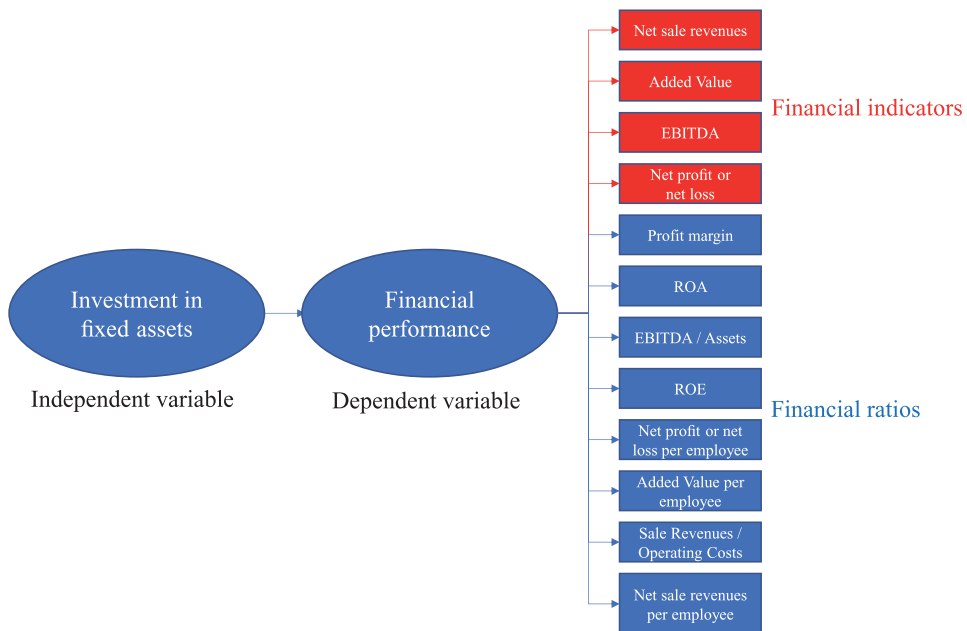 Investment in
fixed assets
Independent variable
Financial
performance
Dependent variable
Net sale revenues
Added Value
EBITDA
Net profit or
net loss
Financial indicators
Profit margin
ROA
EBITDA / Assets
ROE
Net profit or net
loss per employee
Added Value per
employee
Sale Revenues /
Operating Costs
Net sale revenues
per employee
Financial ratios